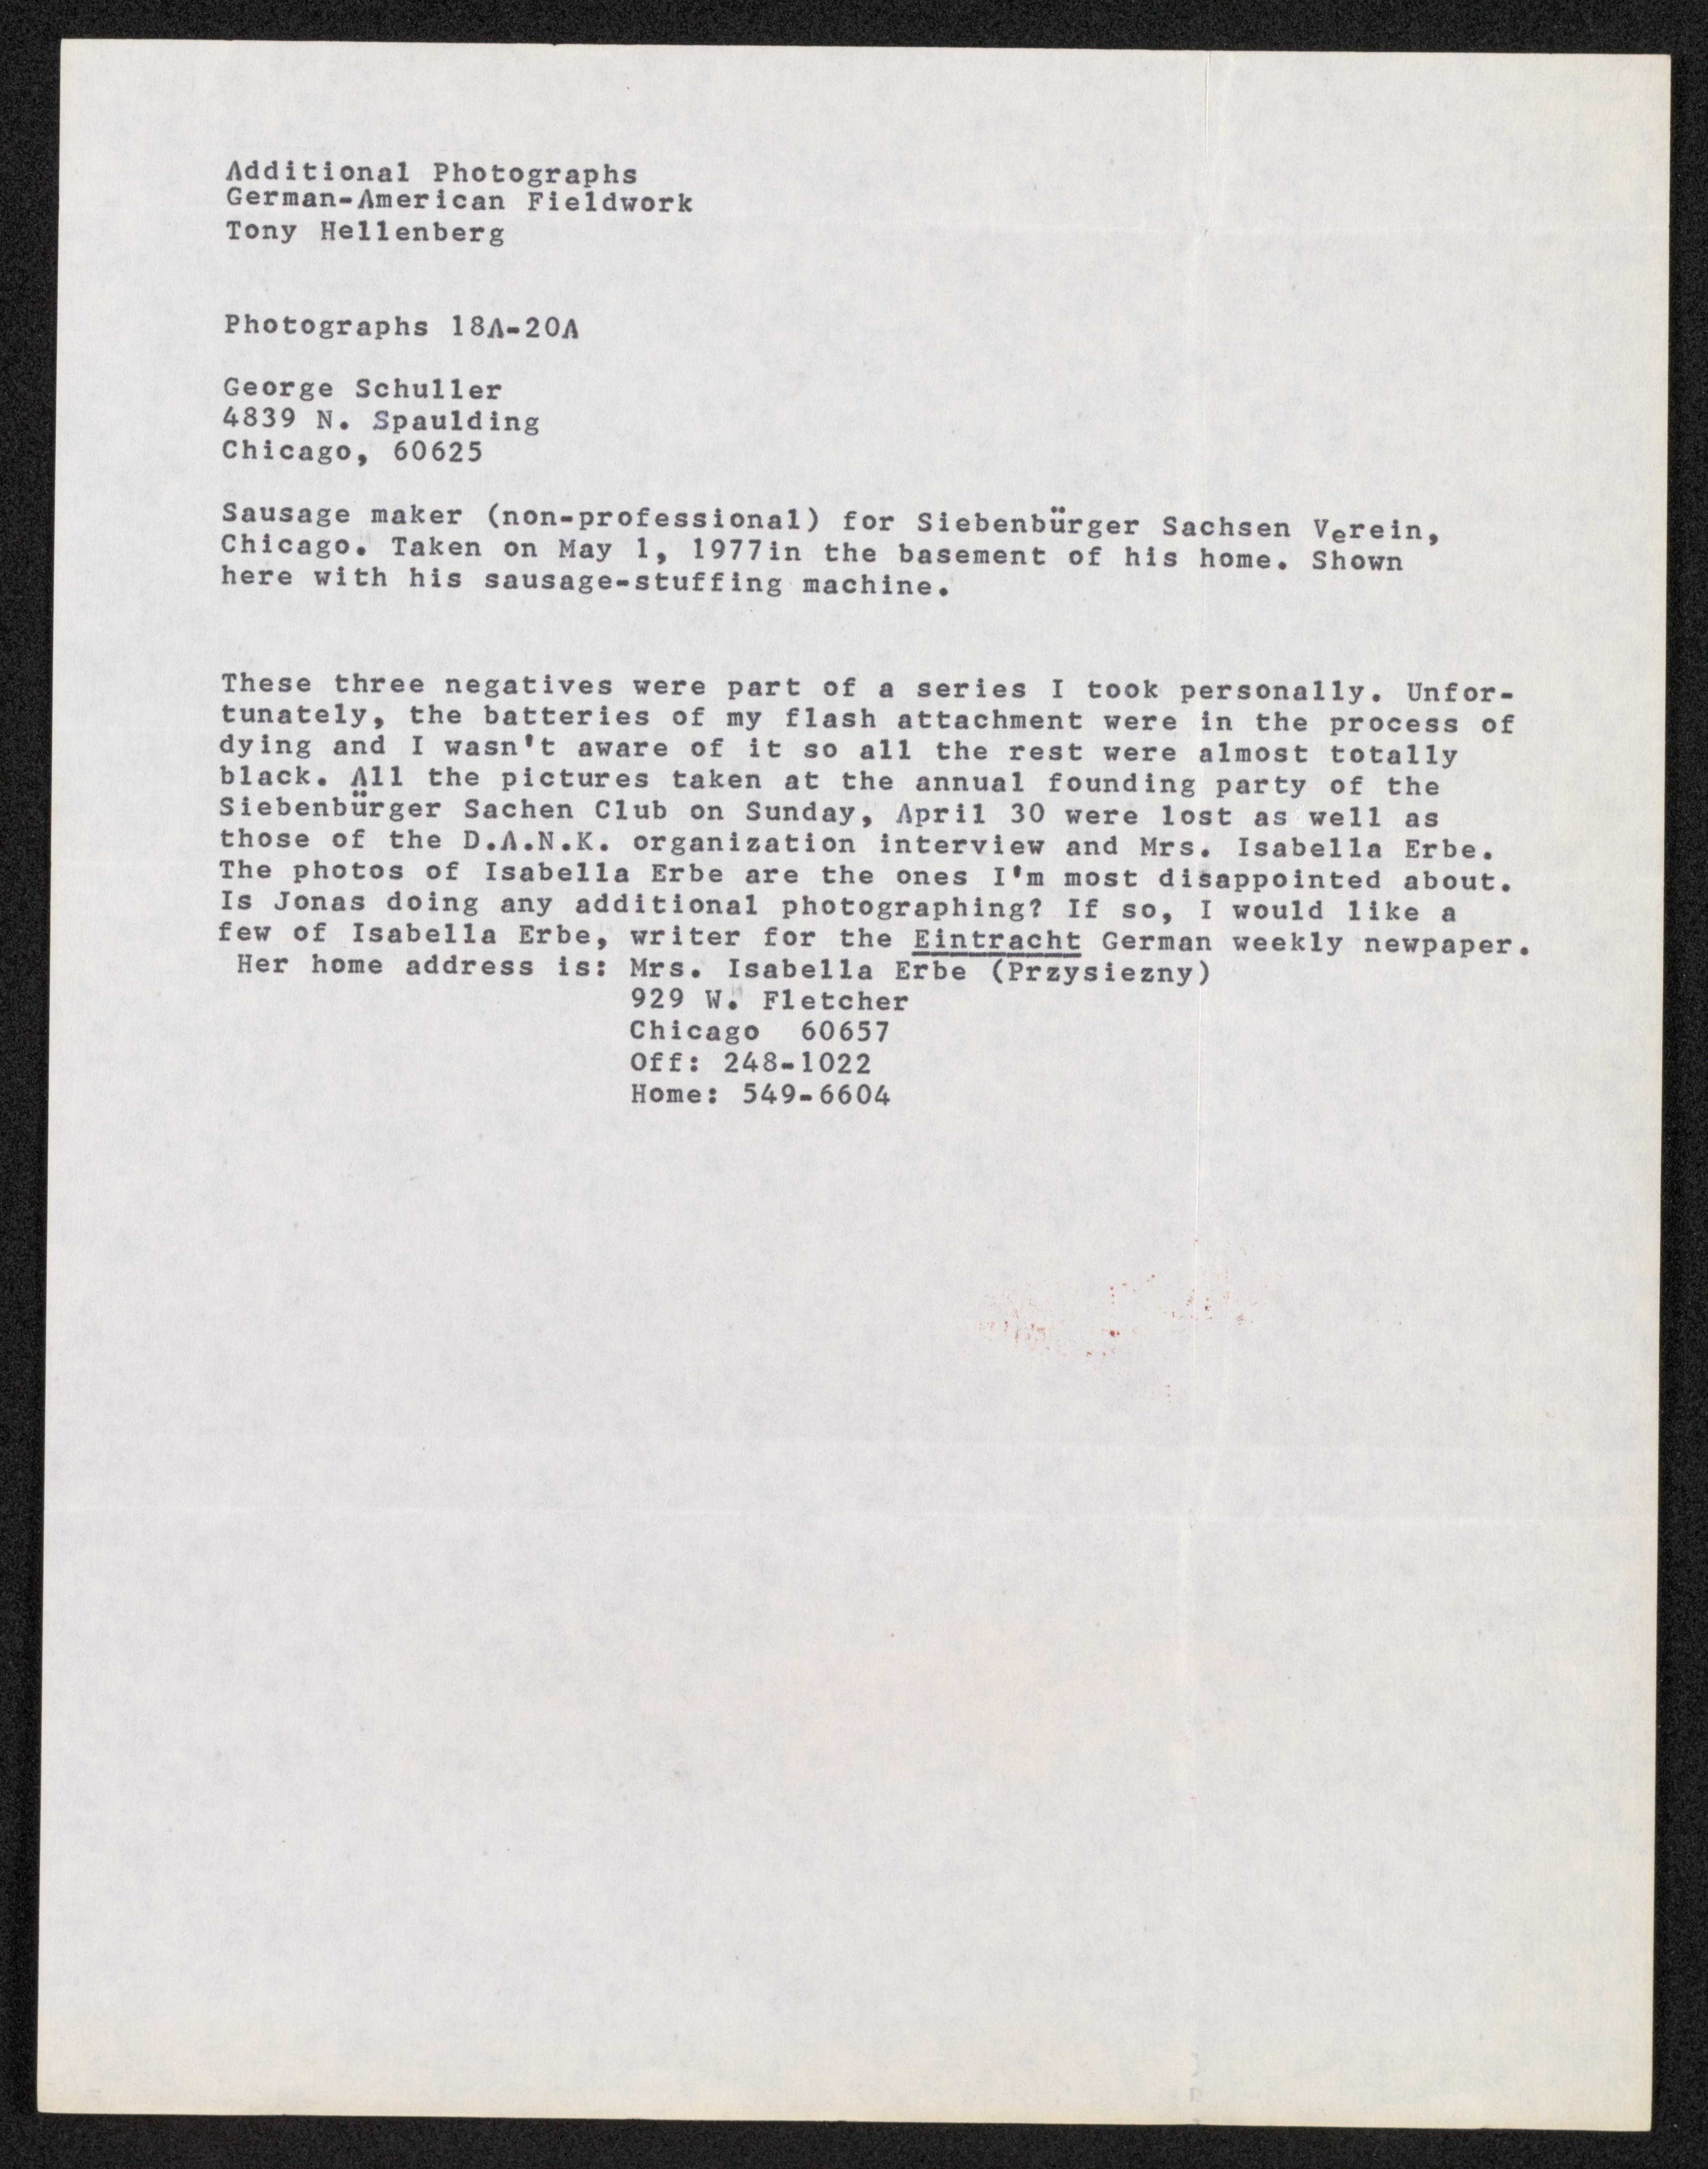 Additional Photographs
German-American Fieldwork
Tony Hellenberg
Photographs 18A-20A
George Schuller
4839 N. Spaulding
Chicago, 60625
Sausage maker (non-professional) for Siebenbürger Sachsen Verein,
Chicago. Taken on May 1, 1977in the basement of his home. Shown
here with his sausage-stuffing machine.
These three negatives were part of a series I took personally. Unfor-
tunately, the batteries of my flash attachment were in the process of
dying and I wasn't aware of it so all the rest were almost totally
black. All the pictures taken at the annual founding party of the
Siebenbürger Sachen Club on Sunday, April 30 were lost as well as
those of the D.A.N.K. organization interview and Mrs. Isabella Erbe.
The photos of Isabella Erbe are the ones I'm most disappointed about.
Is Jonas doing any additional photographing? If so, I would like a
few of Isabella Erbe, writer for the Eintracht German weekly newpaper.
Her home address is: Mrs. Isabella Erbe (Przysiezny)
929 W. Fletcher
Chicago  60657
Off: 248-1022
Home: 549-6604